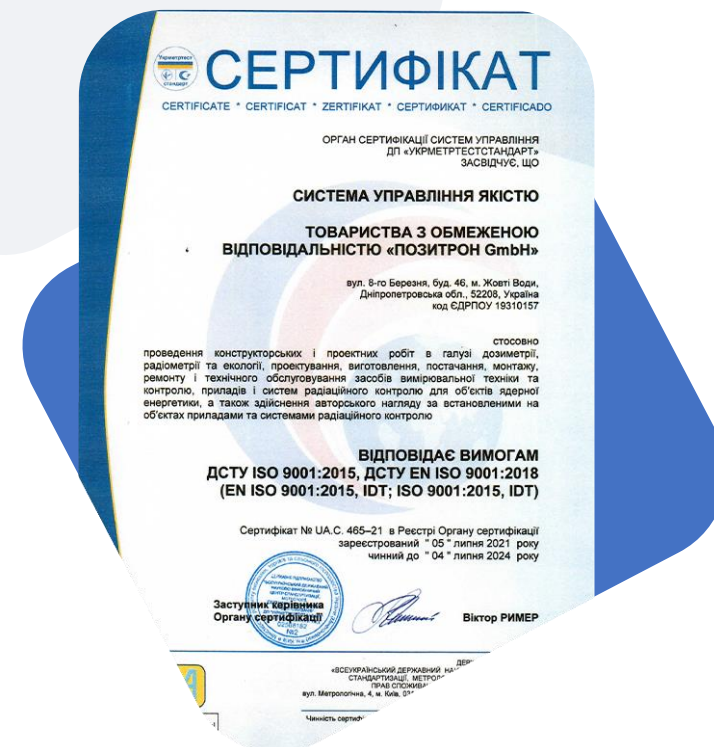 Укрметртест
СТАНДАРТ
СЕРТИФІКАТ
CERTIFICATE * CERTIFICAT * ZERTIFIKAT * СЕРТИФИКАТ * CERTIFICADO
ОРГАН СЕРТИФІКАЦІЇ СИСТЕМ УПРАВЛІННЯ
ДП «УКРМЕТРТЕСТСТАНДАРТ»
ЗАСВІДЧУЄ, ЩО
СИСТЕМА УПРАВЛІННЯ ЯКІСТЮ
ТОВАРИСТВА З ОБМЕЖЕНОЮ
ВІДПОВІДАЛЬНІСТЮ «ПОЗИТРОН GmbH»
вул. 8-го Березня, буд. 46, м. Жовті Води,
Дніпропетровська обл., 52208, Україна
код ЄДРПОУ 19310157
стосовно
проведення конструкторських і проектних робіт в галузі дозиметрії,
радіометрії та екології, проектування, виготовлення, постачання, монтажу,
ремонту і технічного обслуговування засобів вимірювальної техніки та
контролю, приладів і систем радіаційного контролю для об'єктів ядерної
енергетики, а також здійснення авторського нагляду за встановленими на
об'єктах приладами та системами радіаційного контролю
ВІДПОВІДАЄ ВИМОГАМ
ДСТУ ISO 9001:2015, ДСТУ EN ISO 9001:2018
(EN ISO 9001:2015, IDT; ISO 9001:2015, IDT)
Сертифікат № UA.C. 465–21 в Реєстрі Органу сертифікації
зареєстрований " 05 " липня 2021 року
чинний до " 04 " липня 2024 року
Заступник керівника
Органу сертифікації
02568182
№2
Віктор РИМЕР
«ВСЕУКРАЇНСЬКИЙ ДЕРЖАВНИЙ
СТАНДАРТИЗАЦІЇ,
ПРАВ
вул. Метрологічна, 4, м. Київ,
Чинність